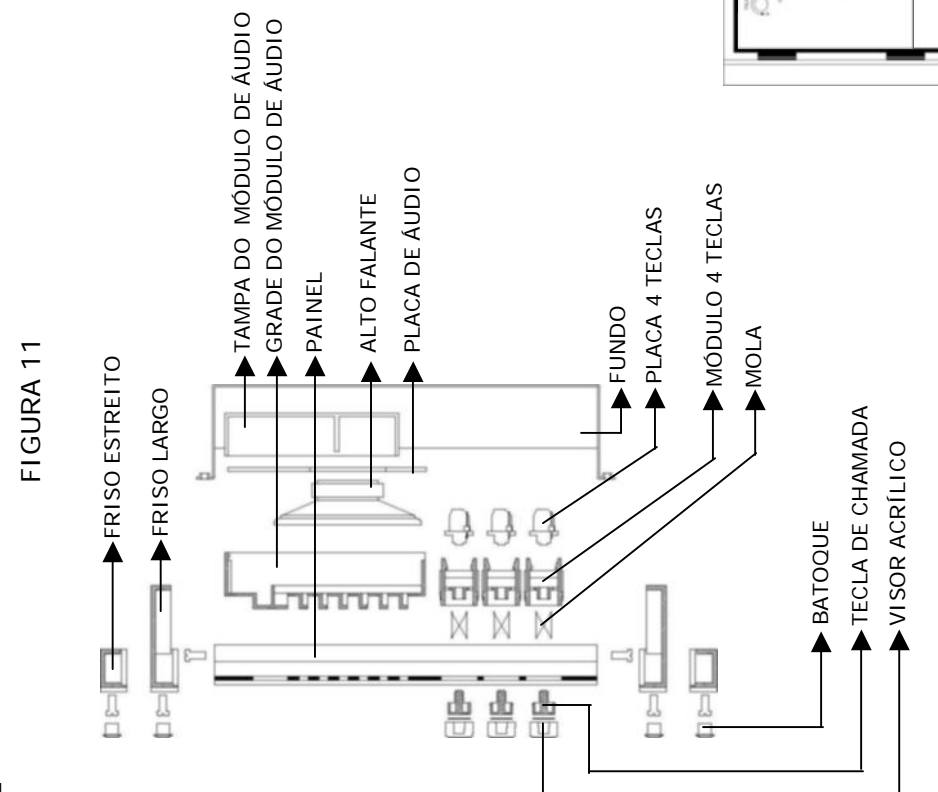 FIGURA 11
FRISO ESTREITO
FRISO LARGO
TAMPA DO MÓDULO DE ÁUDIO
GRADE DO MÓDULO DE ÁUDIO
PAINEL
ALTO FALANTE
PLACA DE ÁUDIO
FUNDO
PLACA 4 TECLAS
MÓDULO 4 TECLAS
MOLA
BATOQUE
TECLA DE CHAMADA
VISOR ACRÍLICO